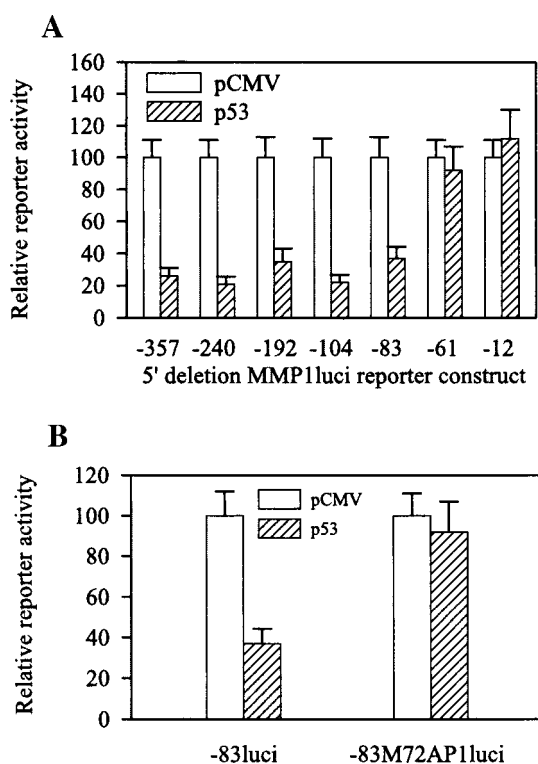 A
Relative reporter activity
160
140
120
100
80
60
40
20
0
pCMV
p53
-357 -240 -192 -104 -83 -61 -12
5' deletion MMP1luci reporter construct
B
Relative reporter activity
120
100
80
60
40
20
0
pCMV
p53
-83luci -83M72AP1luci